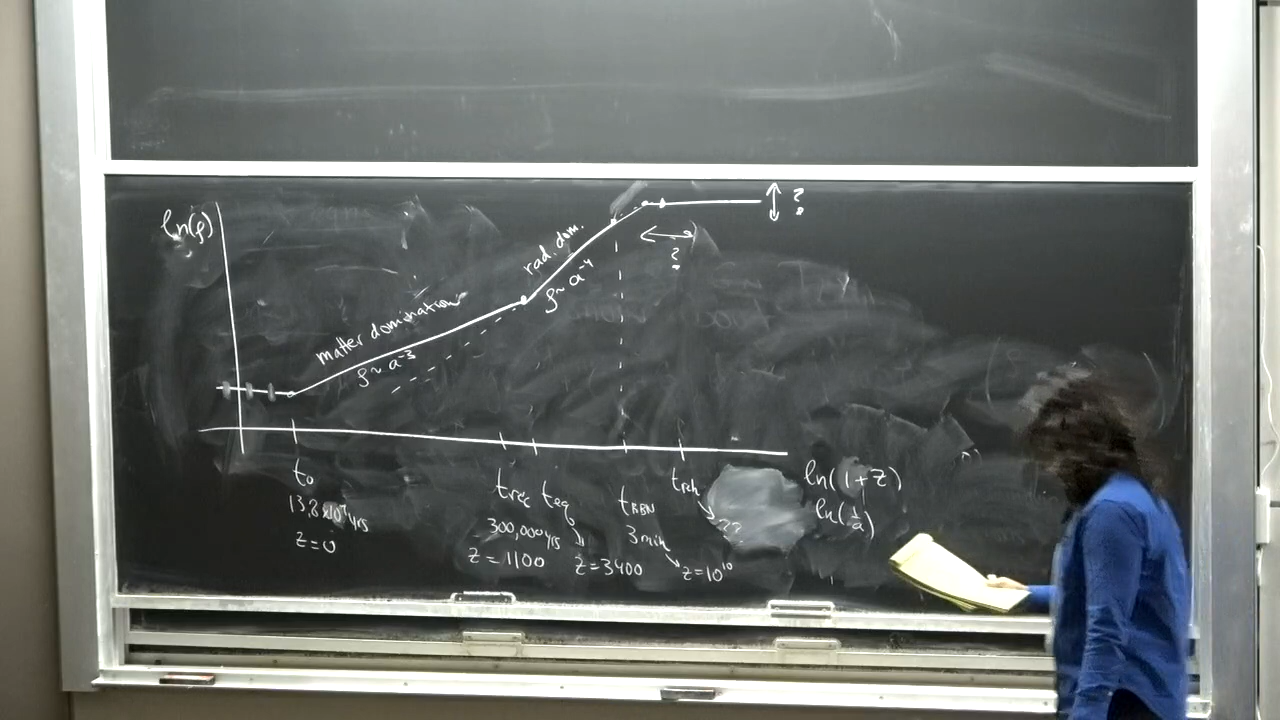 ln(ρ)
?
rad. dom.
?
ρ ~ a⁻⁴
matter domination
ρ ~ a⁻³
t₀
13,8 x10⁹ yrs
z=0
t_rec t_eq
300,000 yrs
z=1100 z=3400
t_BBN
3 min
z=10¹⁰
t_rh
??
ln(1+z)
ln(1/a)